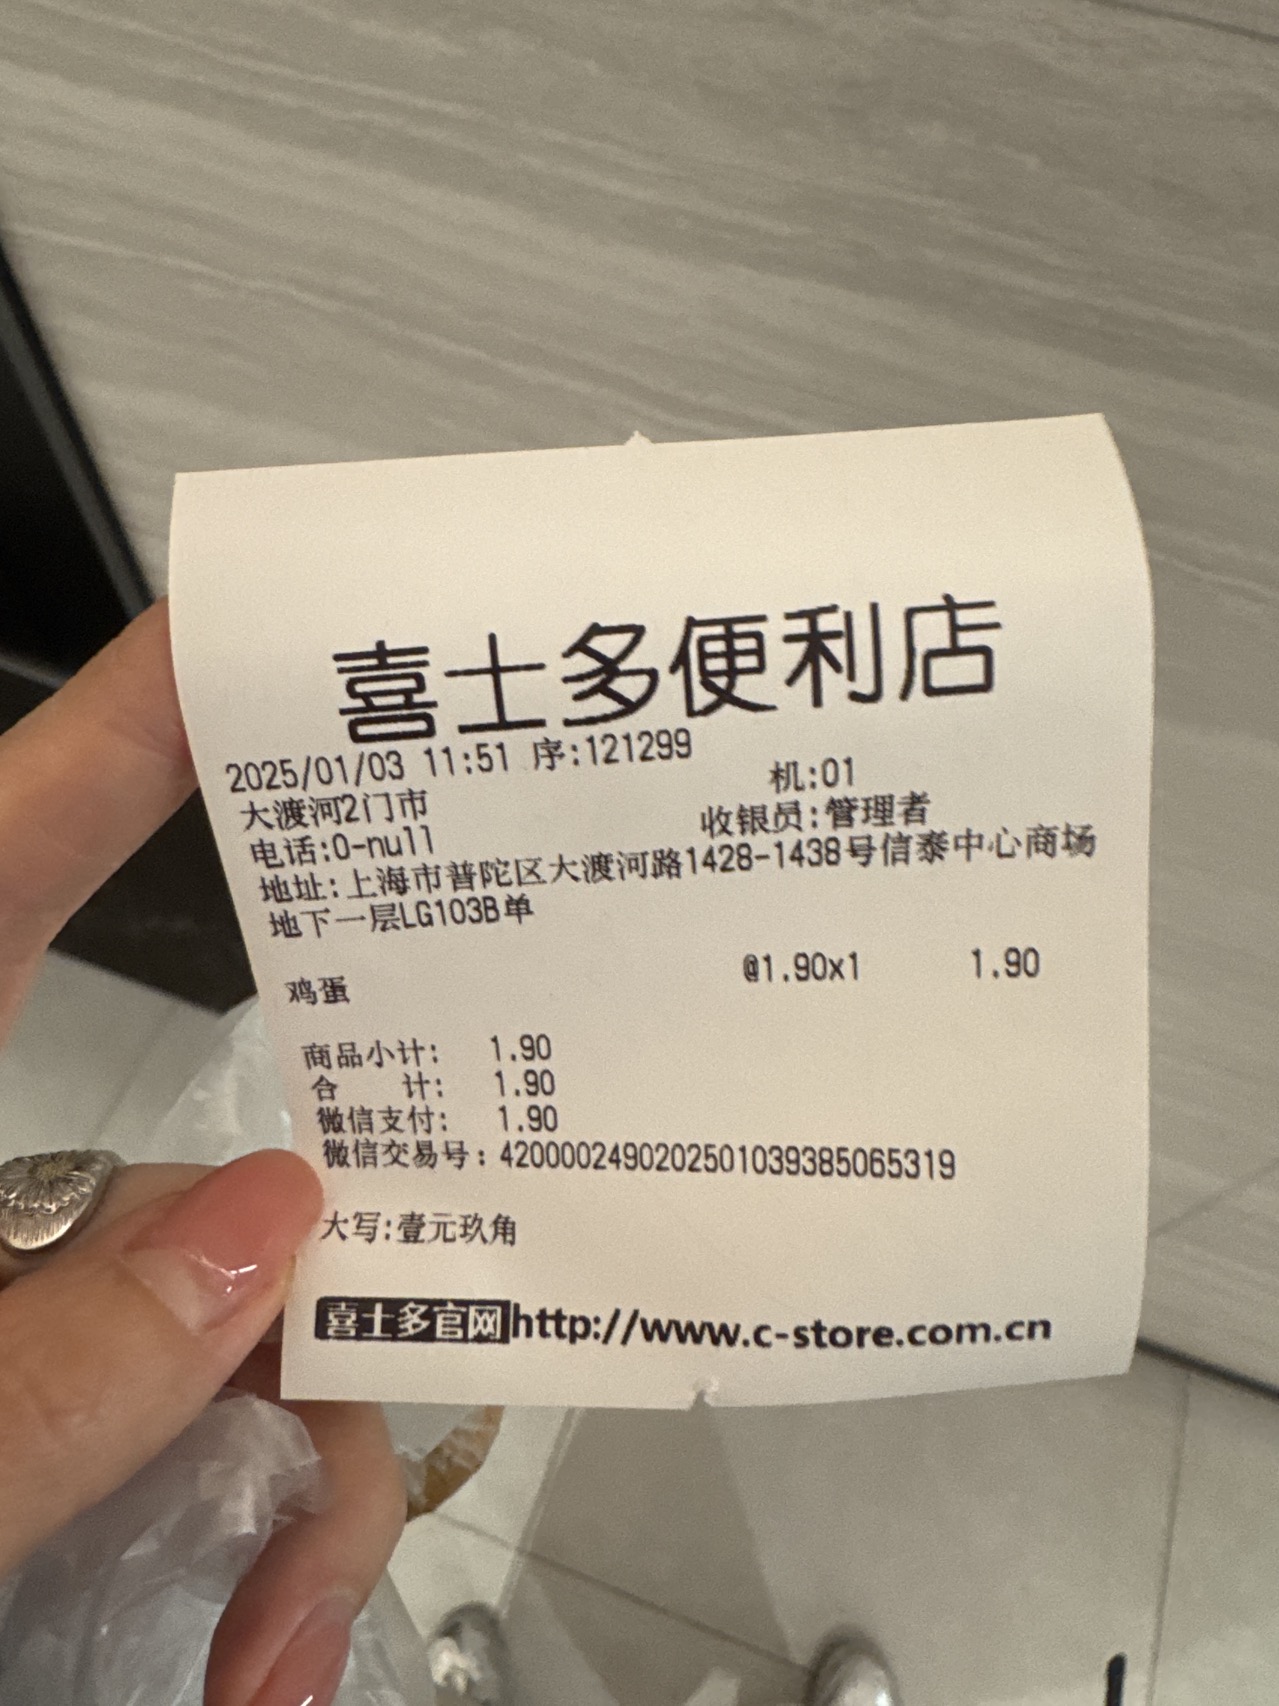 喜士多便利店
2025/01/03 11:51 序:121299 机:01
大渡河2门市 收银员:管理者
电话:0-null
地址:上海市普陀区大渡河路1428-1438号信泰中心商场
地下一层LG103B单
鸡蛋 @1.90x1 1.90
商品小计: 1.90
合 计: 1.90
微信支付: 1.90
微信交易号:4200002490202501039385065319
大写:壹元玖角
喜士多官网http://www.c-store.com.cn